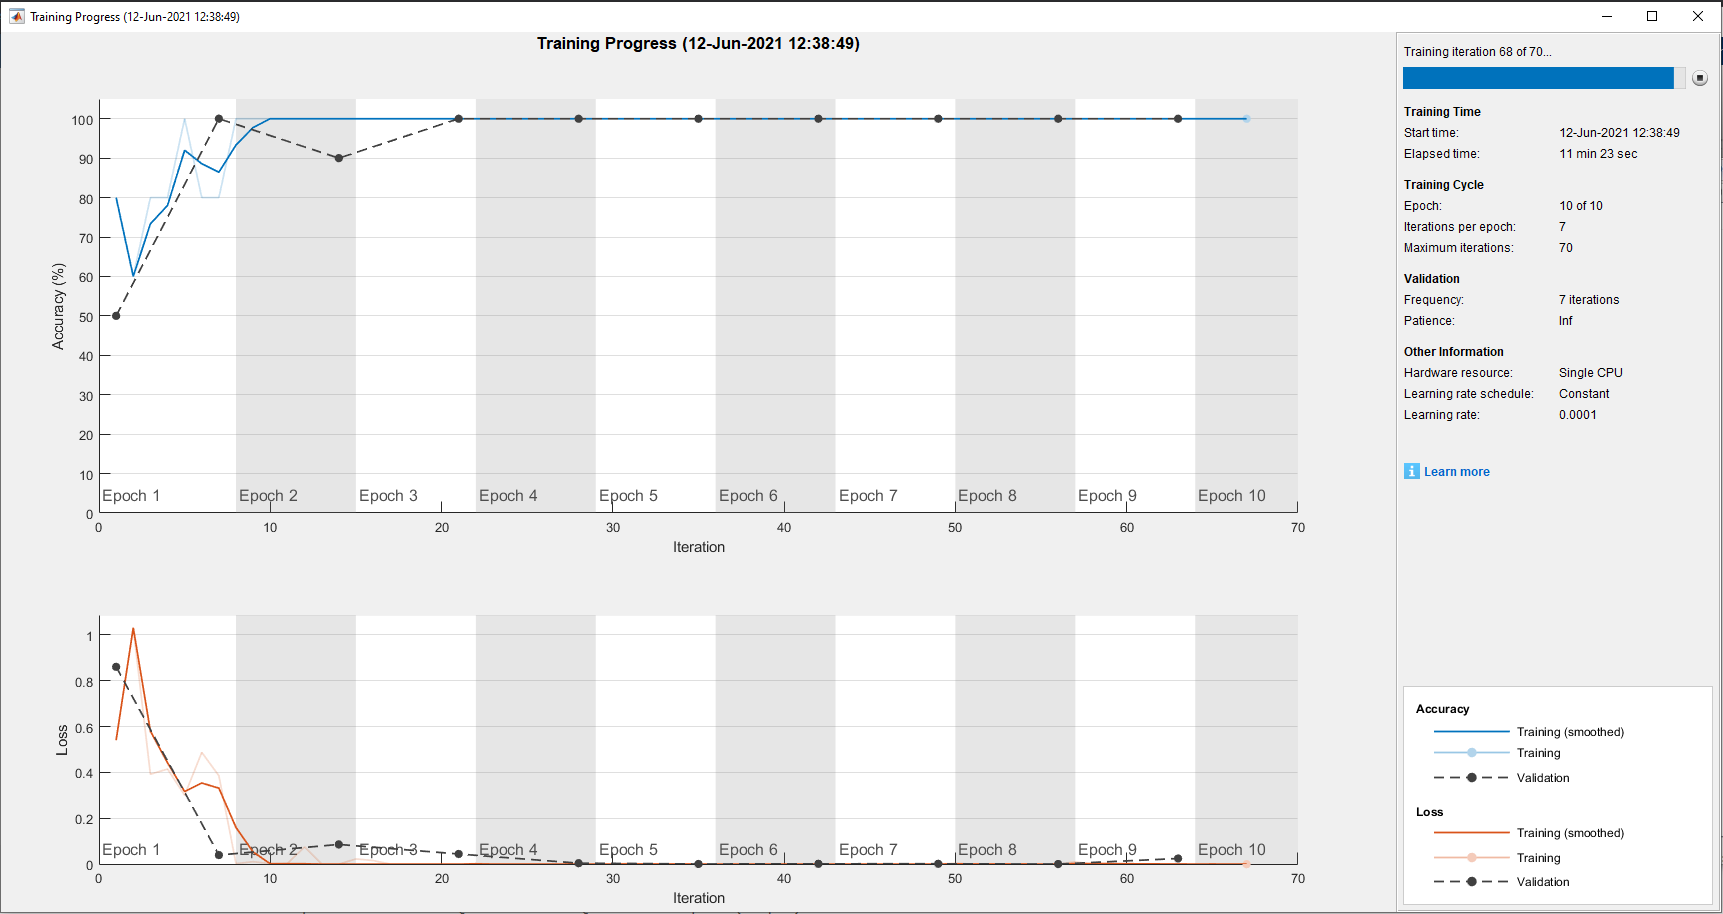 Training Progress (12-Jun-2021 12:38:49)
Training Progress (12-Jun-2021 12:38:49)
100
90
80
70
60
50
40
30
20
10
0
Accuracy (%)
Epoch 1 Epoch 2 Epoch 3 Epoch 4 Epoch 5 Epoch 6 Epoch 7 Epoch 8 Epoch 9 Epoch 10
0 10 20 30 40 50 60 70
Iteration
1
0.8
0.6
0.4
0.2
0
Loss
Epoch 1 Epoch 2 Epoch 3 Epoch 4 Epoch 5 Epoch 6 Epoch 7 Epoch 8 Epoch 9 Epoch 10
0 10 20 30 40 50 60 70
Iteration
Training iteration 68 of 70...
Training Time
Start time: 12-Jun-2021 12:38:49
Elapsed time: 11 min 23 sec
Training Cycle
Epoch: 10 of 10
Iterations per epoch: 7
Maximum iterations: 70
Validation
Frequency: 7 iterations
Patience: Inf
Other Information
Hardware resource: Single CPU
Learning rate schedule: Constant
Learning rate: 0.0001
i Learn more
Accuracy
Training (smoothed)
Training
Validation
Loss
Training (smoothed)
Training
Validation